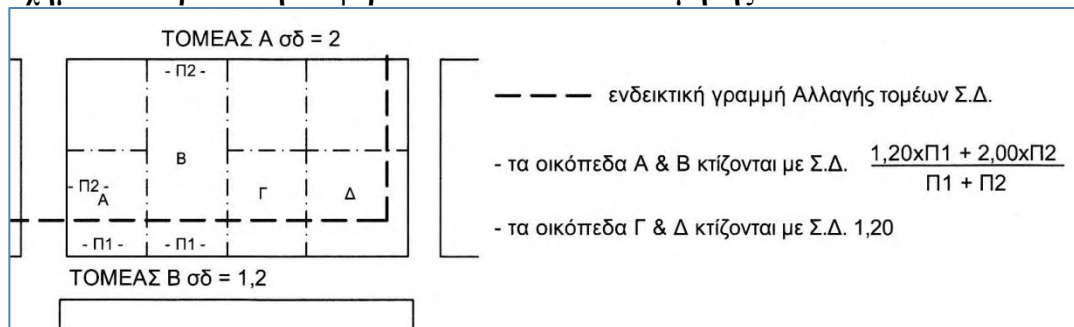 ΤΟΜΕΑΣ Α σδ = 2
- Π2 -
Β
- Π2 -
Α
Γ
Δ
- Π1 -
- Π1 -
ΤΟΜΕΑΣ Β σδ = 1,2
ενδεικτική γραμμή Αλλαγής τομέων Σ.Δ.
- τα οικόπεδα Α & Β κτίζονται με Σ.Δ. 1,20xΠ1 + 2,00xΠ2
Π1 + Π2
- τα οικόπεδα Γ & Δ κτίζονται με Σ.Δ. 1,20